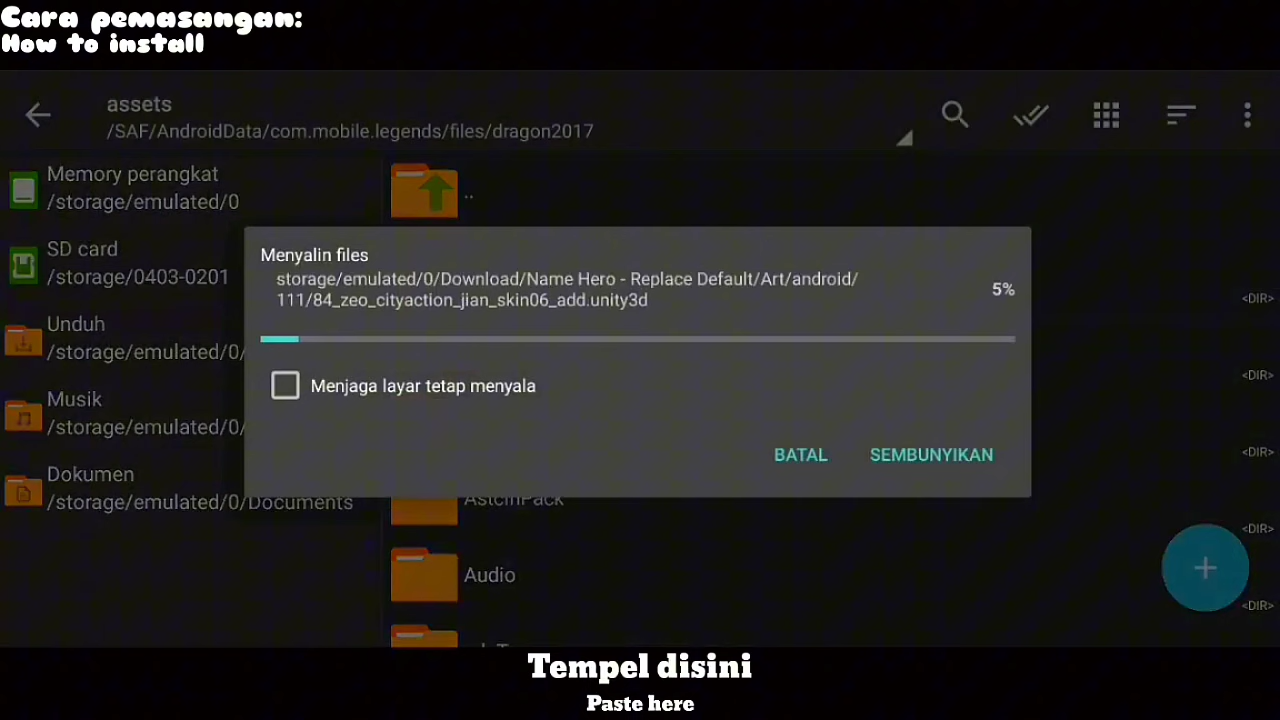 Cara pemasangan:
How to install
assets
/SAF/AndroidData/com.mobile.legends/files/dragon2017
Memory perangkat
/storage/emulated/0
SD card
/storage/0403-0201
Unduh
/storage/emulated/0/
Musik
/storage/emulated/0/
Dokumen
/storage/emulated/0/Documents
..
Menyalin files
storage/emulated/0/Download/Name Hero - Replace Default/Art/android/
111/84_zeo_cityaction_jian_skin06_add.unity3d
5%
Menjaga layar tetap menyala
BATAL
SEMBUNYIKAN
<DIR>
<DIR>
<DIR>
AstcmPack
<DIR>
Audio
<DIR>
Tempel disini
Paste here